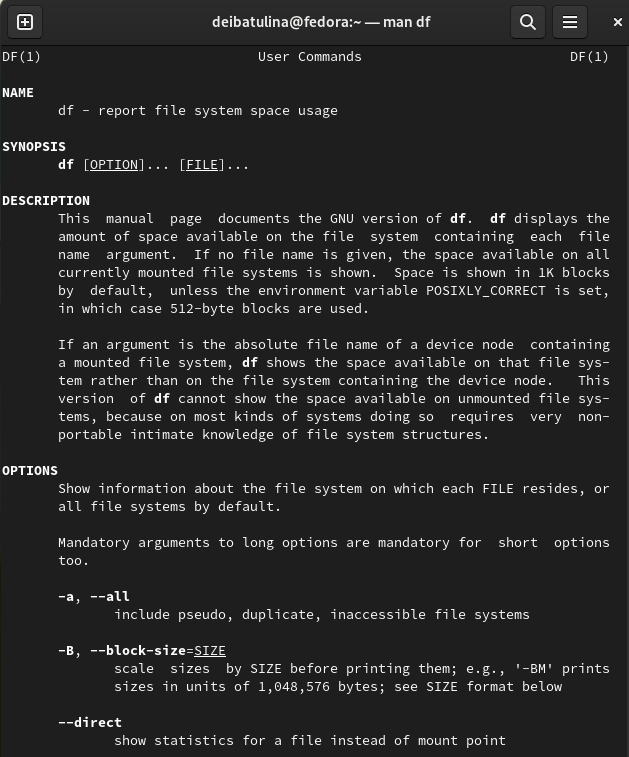 deibatulina@fedora:~ — man df
DF(1) User Commands DF(1)
NAME
df - report file system space usage
SYNOPSIS
df [OPTION]... [FILE]...
DESCRIPTION
This manual page documents the GNU version of df. df displays the
amount of space available on the file system containing each file
name argument. If no file name is given, the space available on all
currently mounted file systems is shown. Space is shown in 1K blocks
by default, unless the environment variable POSIXLY_CORRECT is set,
in which case 512-byte blocks are used.
If an argument is the absolute file name of a device node containing
a mounted file system, df shows the space available on that file sys-
tem rather than on the file system containing the device node. This
version of df cannot show the space available on unmounted file sys-
tems, because on most kinds of systems doing so requires very non-
portable intimate knowledge of file system structures.
OPTIONS
Show information about the file system on which each FILE resides, or
all file systems by default.
Mandatory arguments to long options are mandatory for short options
too.
-a, --all
include pseudo, duplicate, inaccessible file systems
-B, --block-size=SIZE
scale sizes by SIZE before printing them; e.g., '-BM' prints
sizes in units of 1,048,576 bytes; see SIZE format below
--direct
show statistics for a file instead of mount point